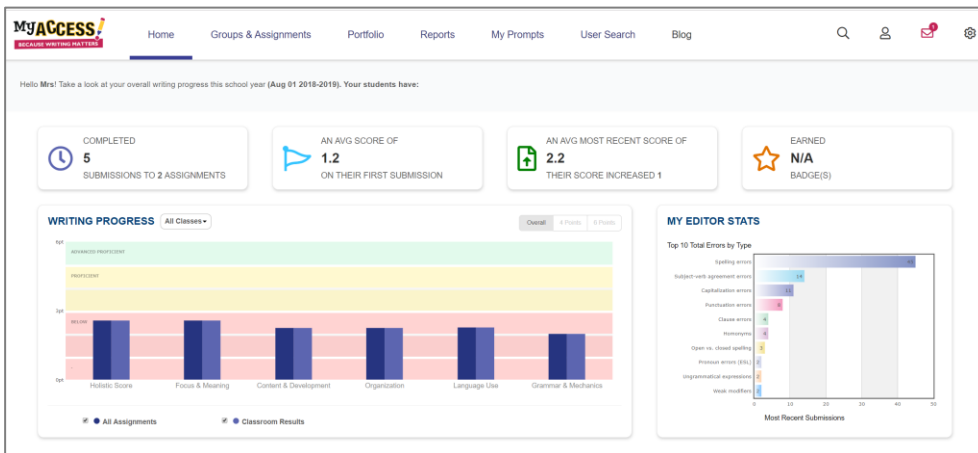 MY ACCESS!
BECAUSE WRITING MATTERS
Home Groups & Assignments Portfolio Reports My Prompts User Search Blog
Hello Mrs! Take a look at your overall writing progress this school year (Aug 01 2018-2019). Your students have:
COMPLETED
5
SUBMISSIONS TO 2 ASSIGNMENTS
AN AVG SCORE OF
1.2
ON THEIR FIRST SUBMISSION
AN AVG MOST RECENT SCORE OF
2.2
THEIR SCORE INCREASED 1
EARNED
N/A
BADGE(S)
WRITING PROGRESS All Classes
Overall 4 Points 6 Points
6pt
ADVANCED PROFICIENT
PROFICIENT
3pt
BELOW
0pt
Holistic Score Focus & Meaning Content & Development Organization Language Use Grammar & Mechanics
All Assignments Classroom Results
MY EDITOR STATS
Top 10 Total Errors by Type
Spelling errors
Subject-verb agreement errors 14
Capitalization errors 11
Punctuation errors 8
Clause errors 4
Homonyms 4
Open vs. closed spelling 3
Pronoun errors (ESL) 2
Ungrammatical expressions 2
Weak modifiers 2
0 10 20 30 40 50
Most Recent Submissions